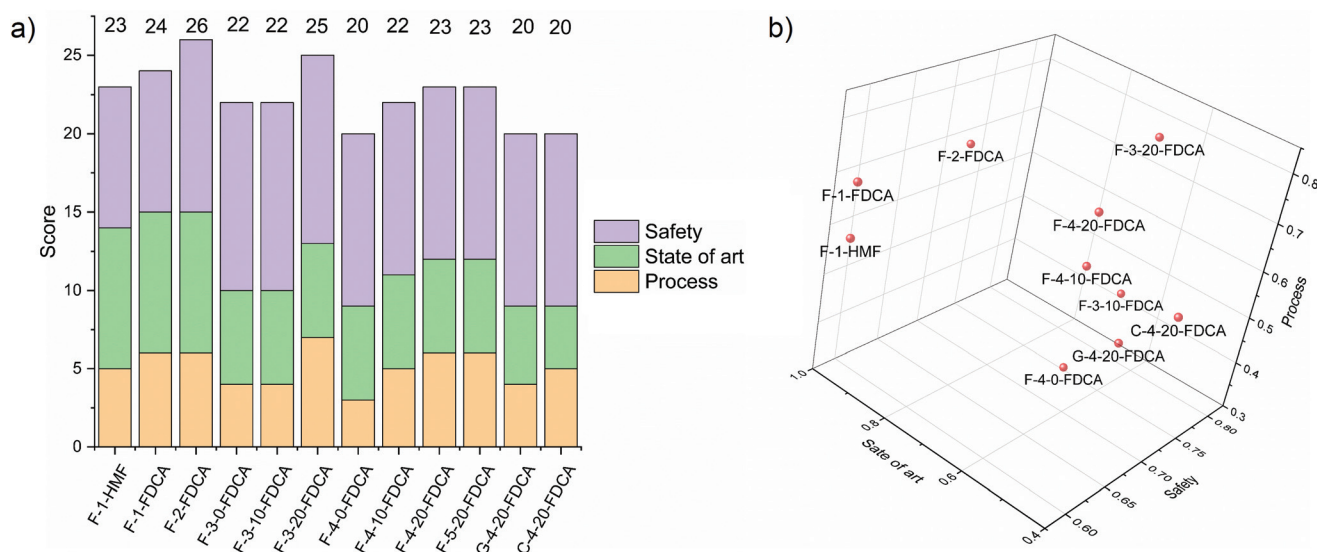 a)
23 24 26 22 22 25 20 22 23 23 20 20
25
20
15
10
5
0
Score
F-1-HMF
F-1-FDCA
F-2-FDCA
F-3-0-FDCA
F-3-10-FDCA
F-3-20-FDCA
F-4-0-FDCA
F-4-10-FDCA
F-4-20-FDCA
F-5-20-FDCA
G-4-20-FDCA
C-4-20-FDCA
Safety
State of art
Process
b)
F-2-FDCA
F-3-20-FDCA
F-1-FDCA
F-4-20-FDCA
F-1-HMF
F-4-10-FDCA
F-3-10-FDCA
C-4-20-FDCA
G-4-20-FDCA
F-4-0-FDCA
1.0
0.8
0.6
0.4
Sate of art
0.60
0.65
0.70
0.75
0.80
Safety
0.3
0.4
0.5
0.6
0.7
0.8
Process